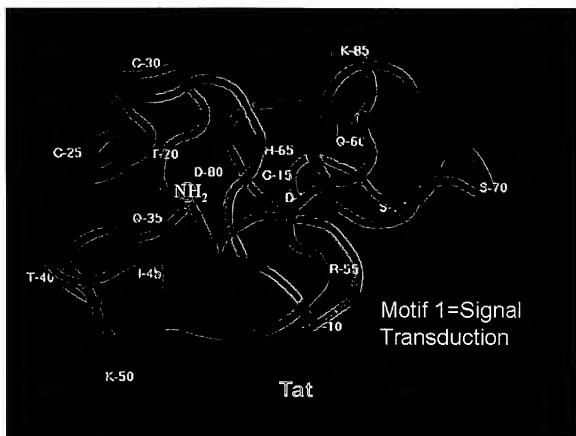 K-85
C-30
Q-60
H-65
C-25
T-20
D-80
C-15
NH₂
S-70
Q-35
T-40
I-45
R-55
Motif 1=Signal
Transduction
K-50
Tat